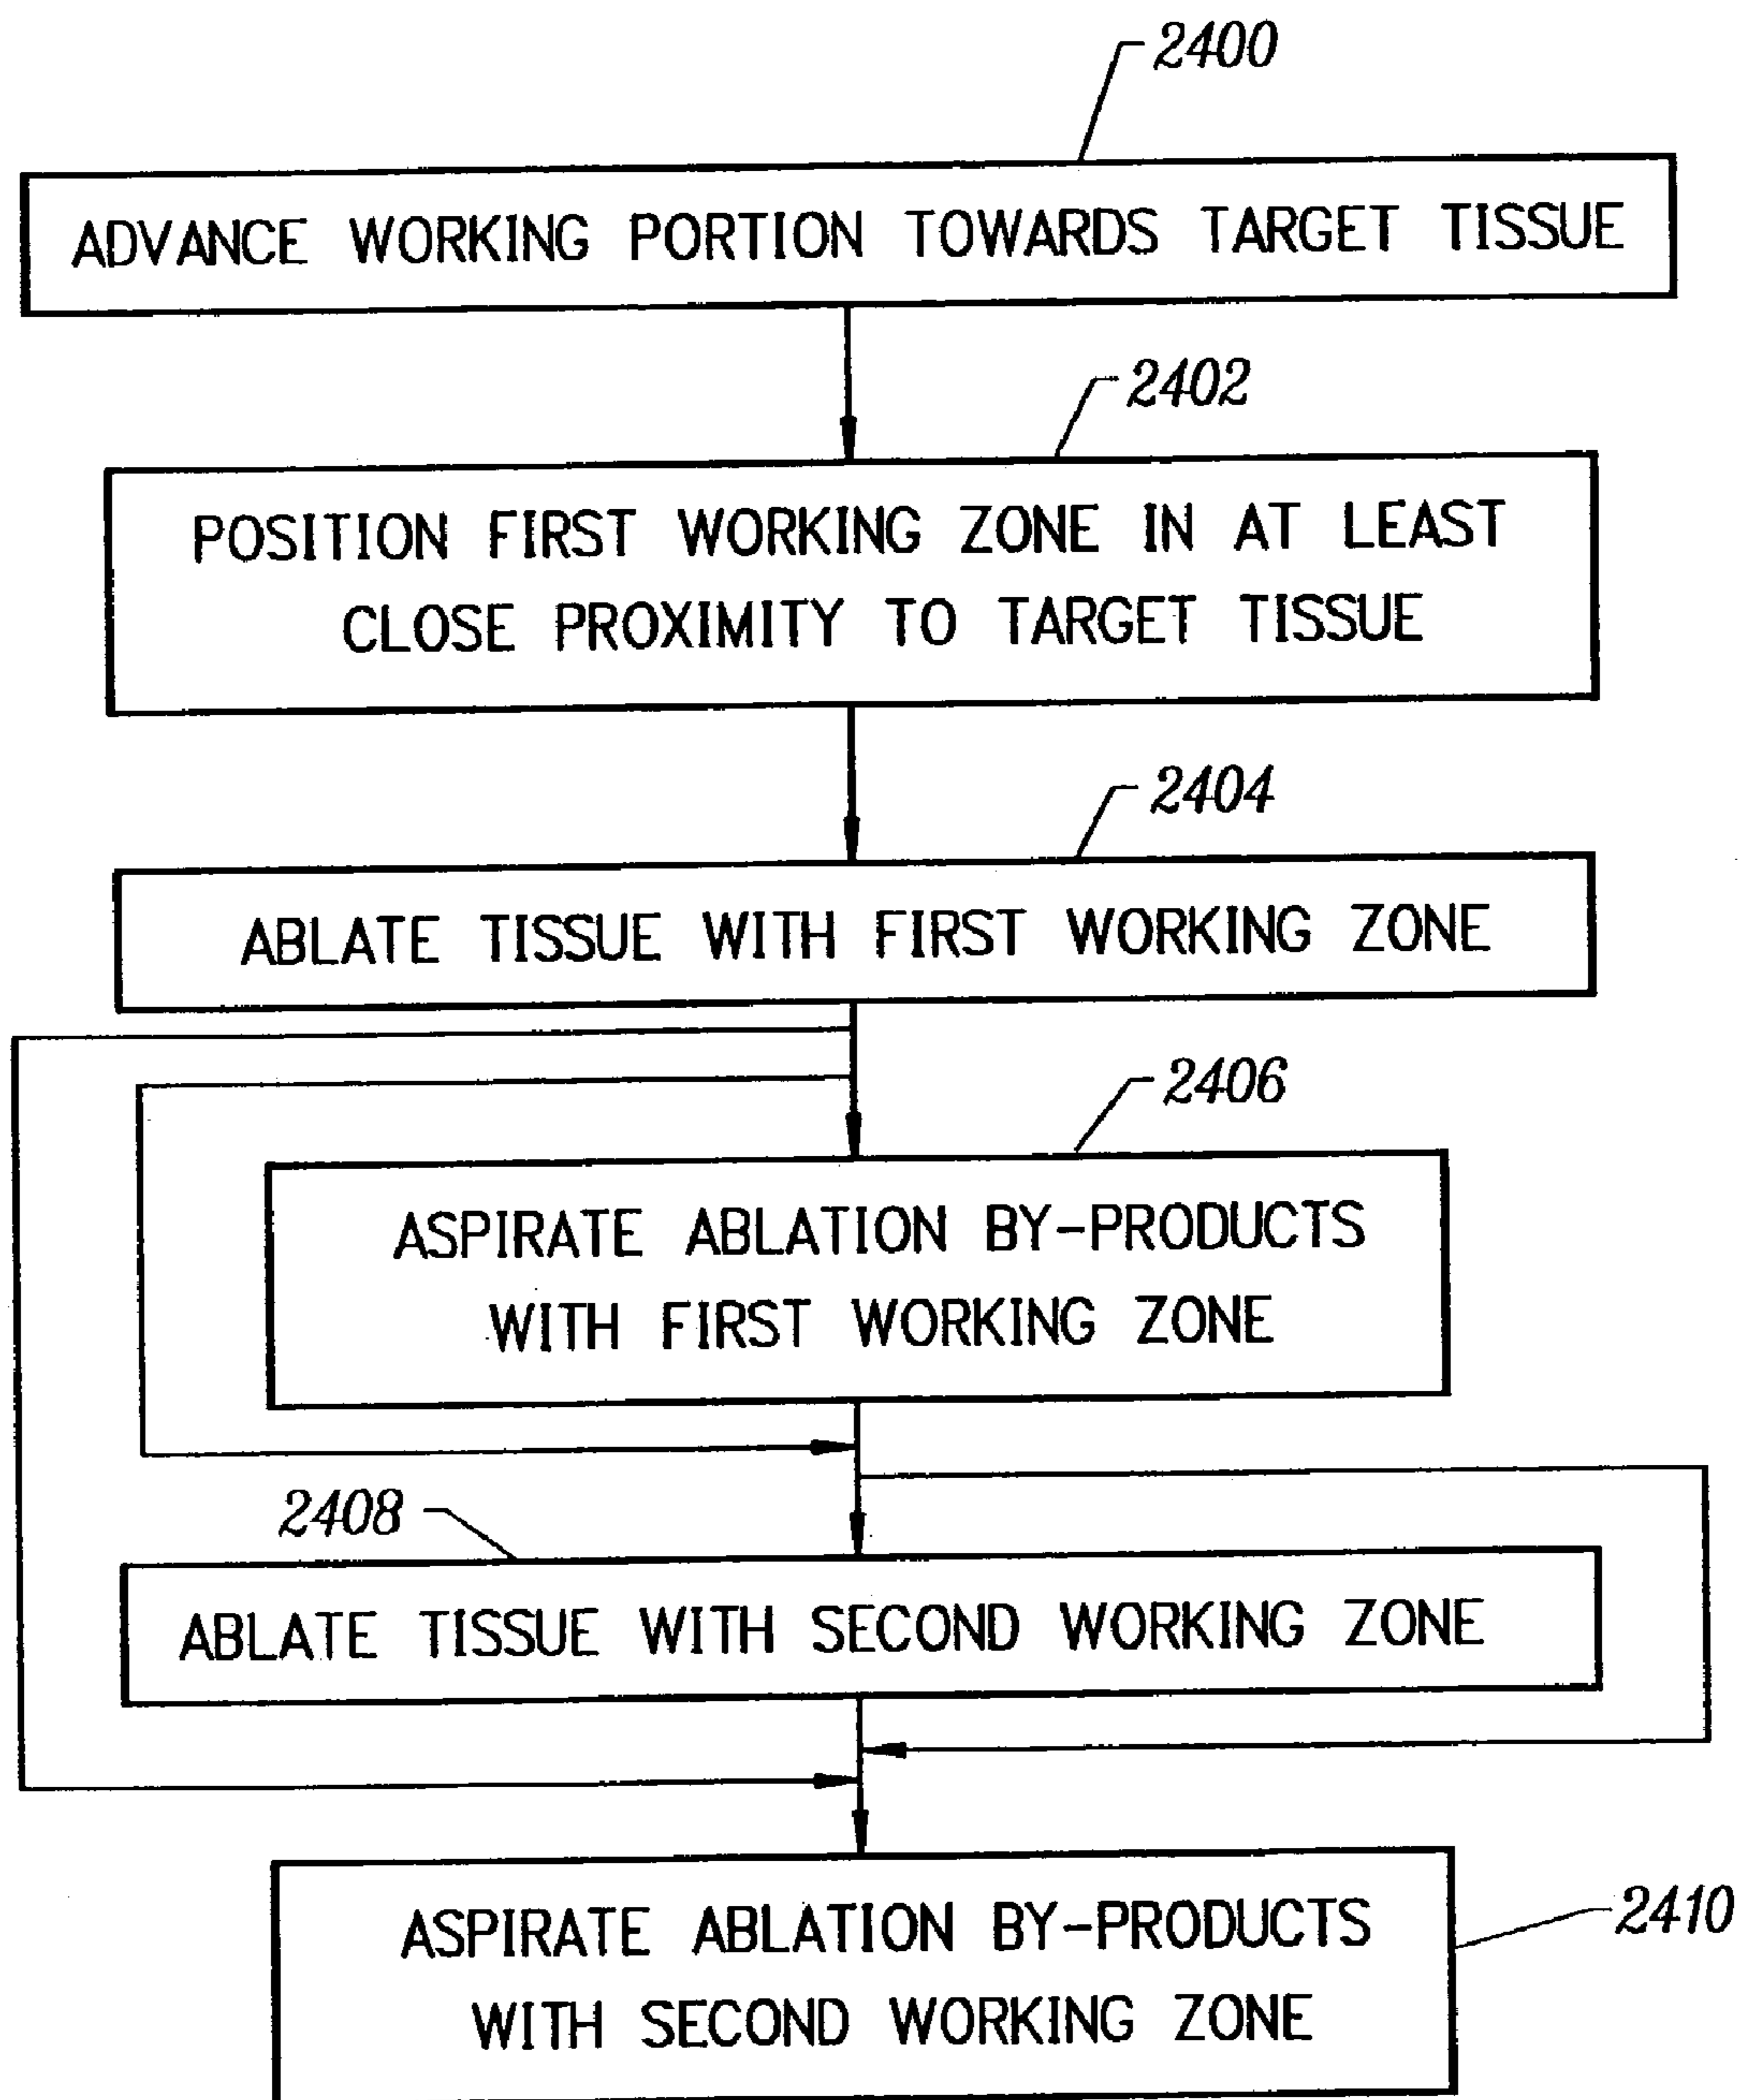 2400
ADVANCE WORKING PORTION TOWARDS TARGET TISSUE
2402
POSITION FIRST WORKING ZONE IN AT LEAST
CLOSE PROXIMITY TO TARGET TISSUE
2404
ABLATE TISSUE WITH FIRST WORKING ZONE
2406
ASPIRATE ABLATION BY-PRODUCTS
WITH FIRST WORKING ZONE
2408
ABLATE TISSUE WITH SECOND WORKING ZONE
ASPIRATE ABLATION BY-PRODUCTS
WITH SECOND WORKING ZONE
2410